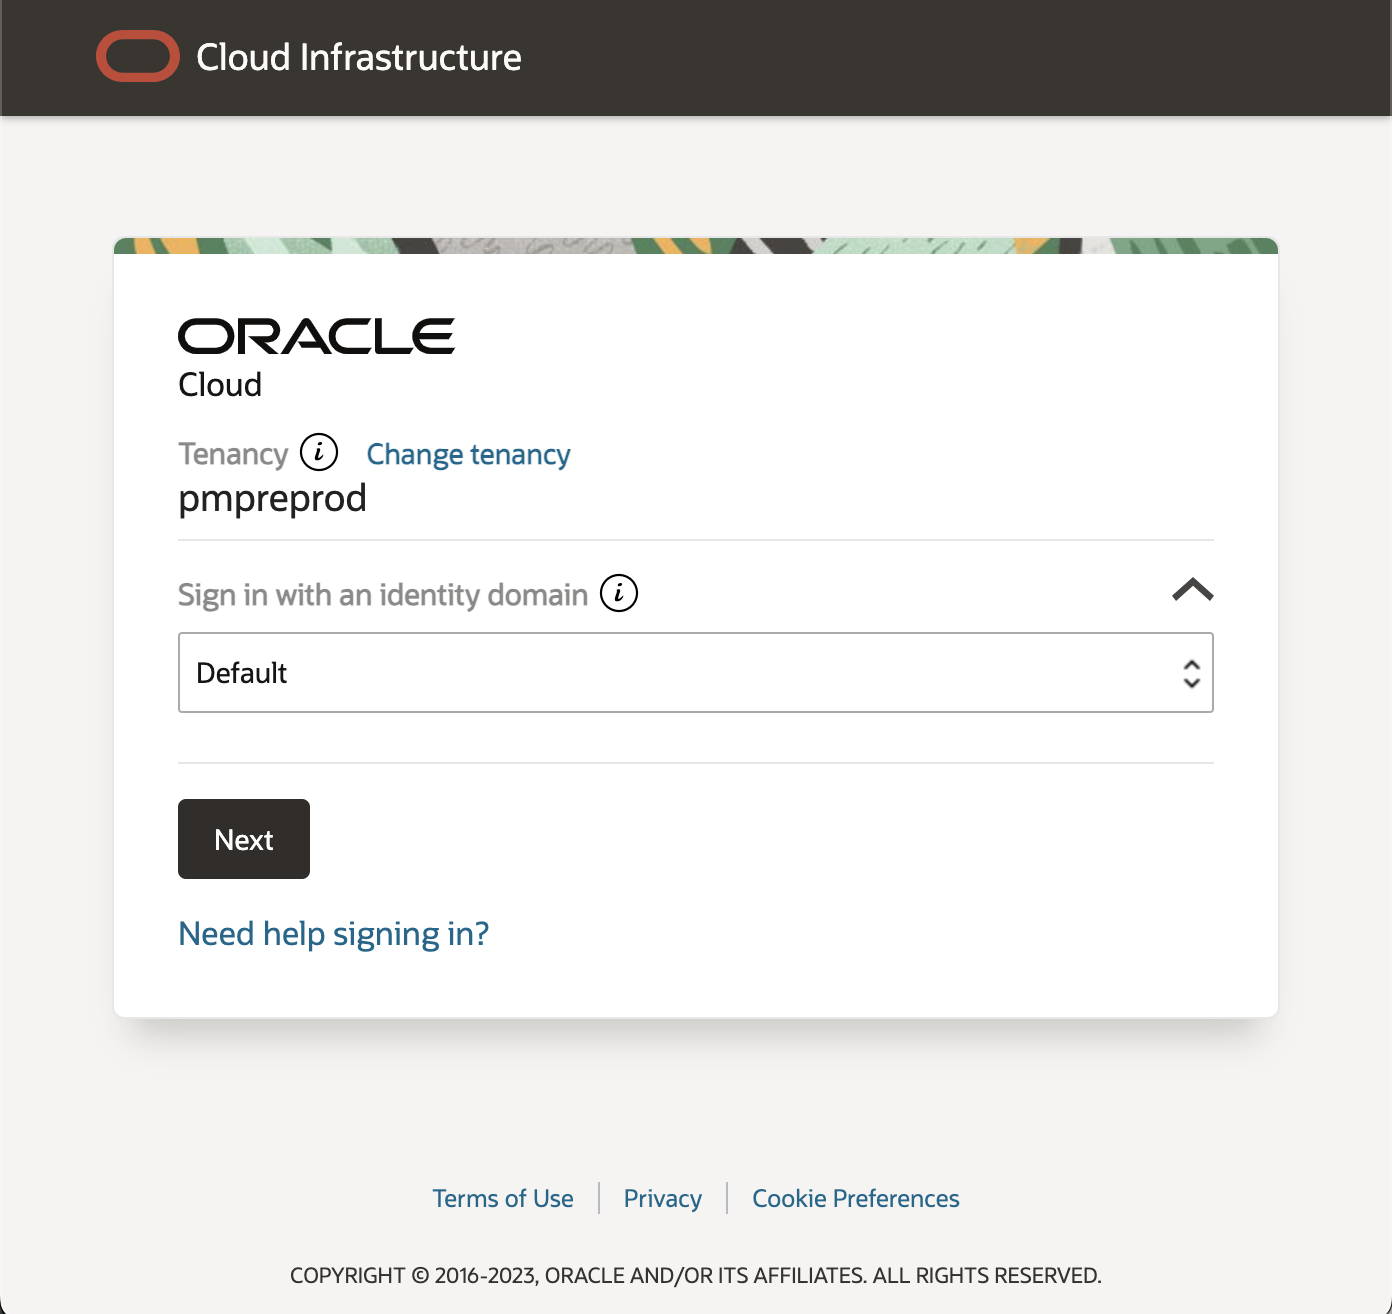 Cloud Infrastructure
ORACLE
Cloud
Tenancy i Change tenancy
pmpreprod
Sign in with an identity domain i
Default
Next
Need help signing in?
Terms of Use Privacy Cookie Preferences
COPYRIGHT © 2016-2023, ORACLE AND/OR ITS AFFILIATES. ALL RIGHTS RESERVED.